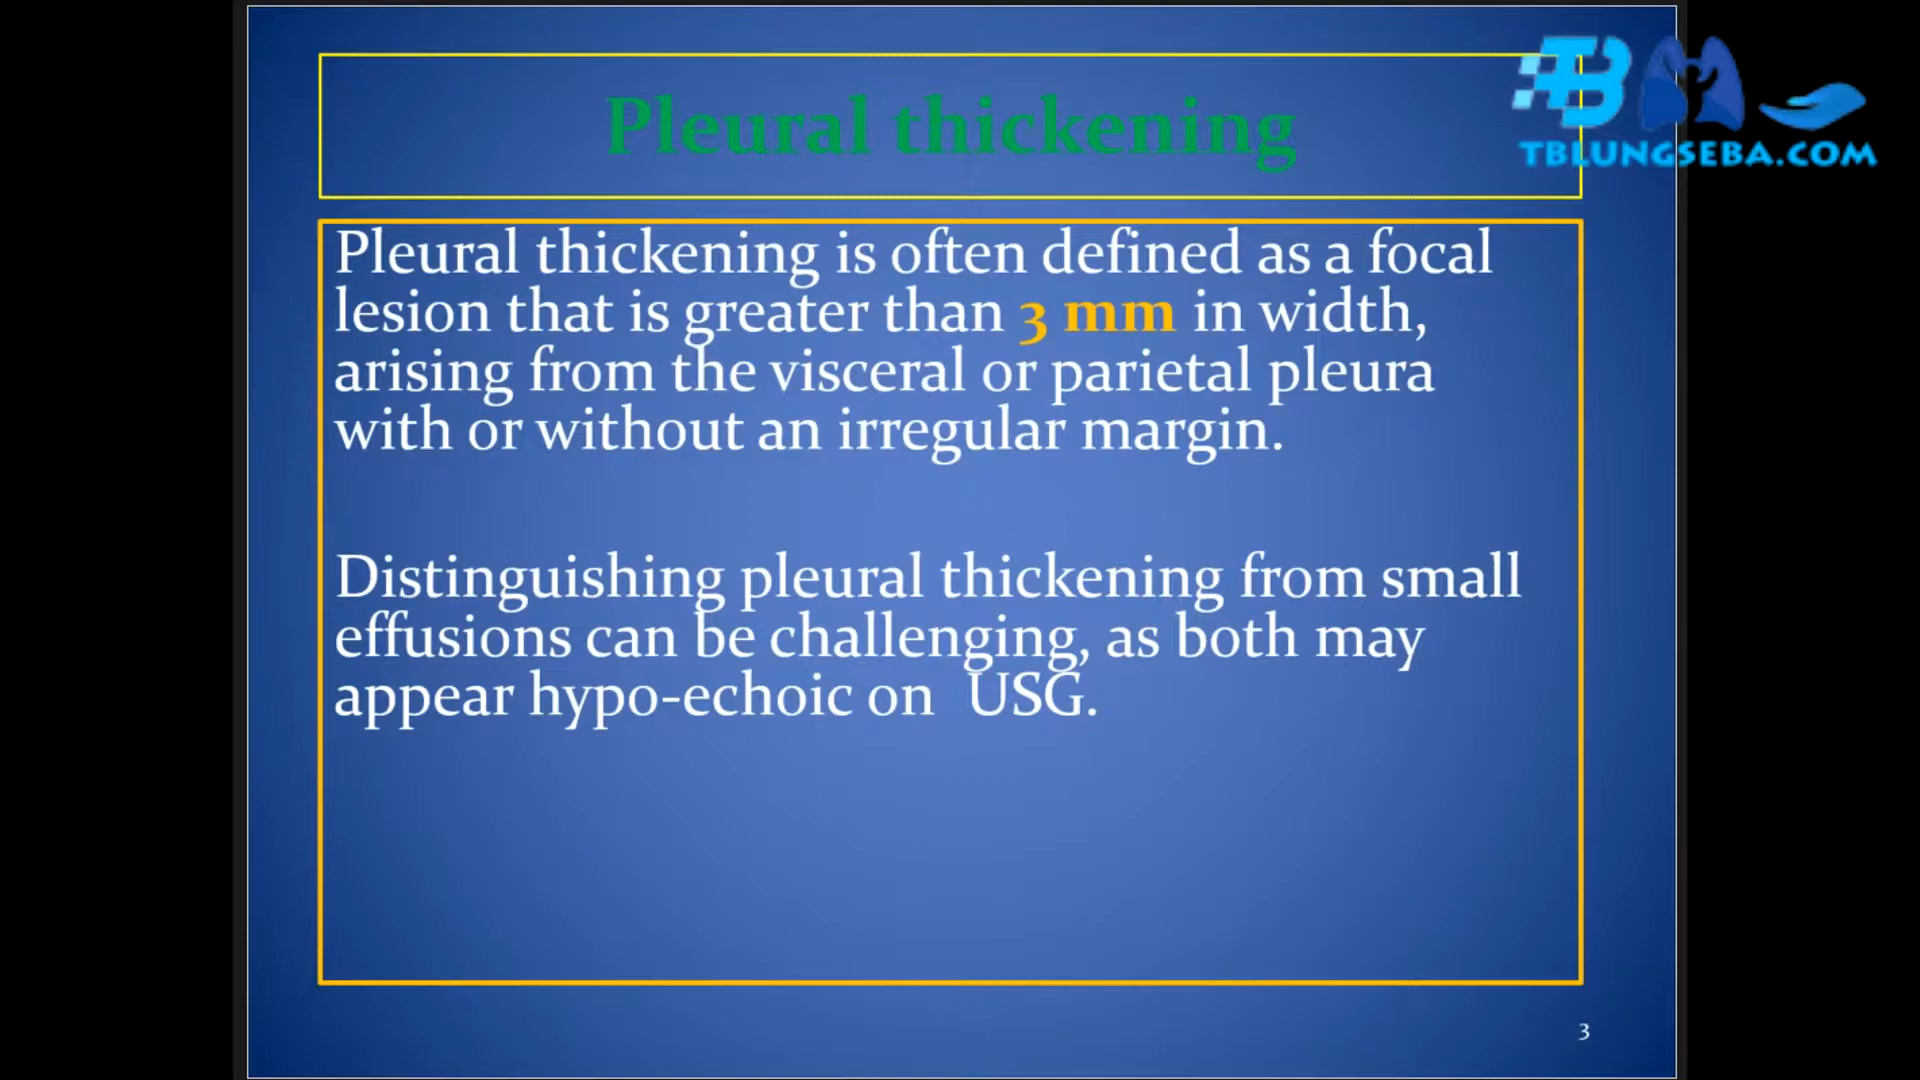 Pleural thickening
TBLUNGSEBA.COM
Pleural thickening is often defined as a focal
lesion that is greater than 3 mm in width,
arising from the visceral or parietal pleura
with or without an irregular margin.
Distinguishing pleural thickening from small
effusions can be challenging, as both may
appear hypo-echoic on  USG.
3